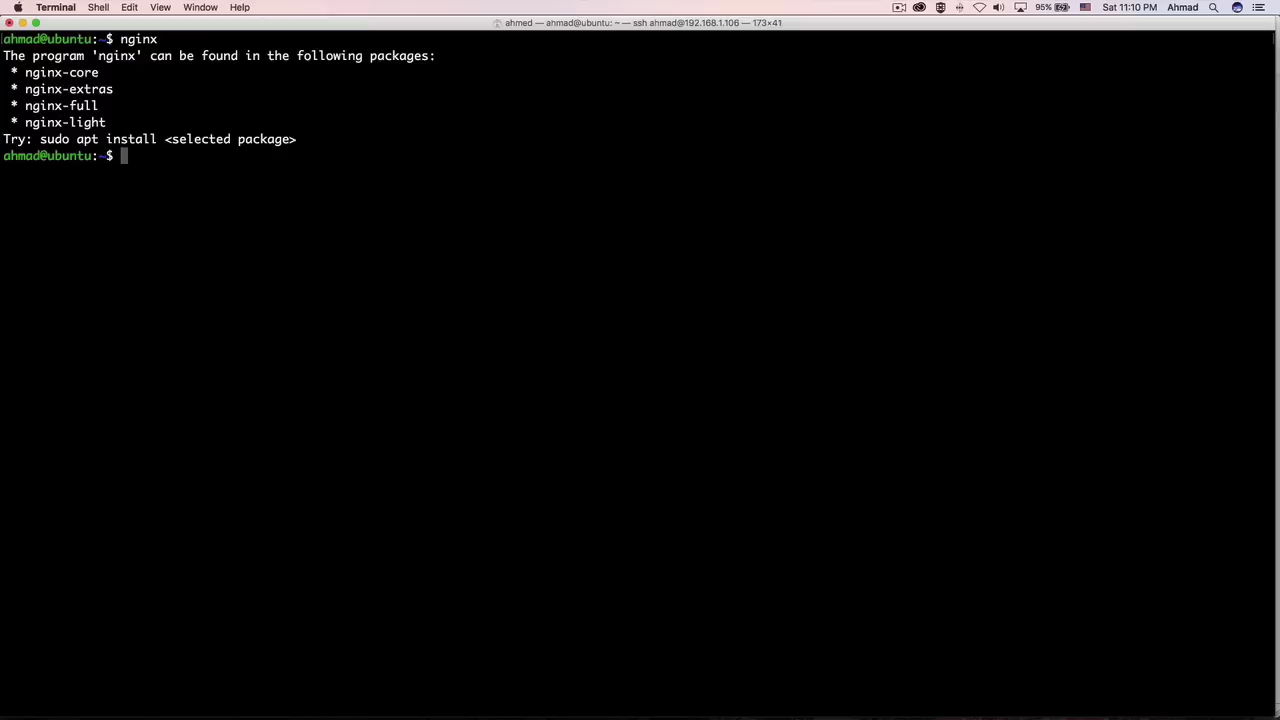 Terminal Shell Edit View Window Help 95% Sat 11:10 PM Ahmad
ahmed — ahmad@ubuntu: ~ — ssh ahmad@192.168.1.106 — 173×41
ahmad@ubuntu:~$ nginx
The program 'nginx' can be found in the following packages:
 * nginx-core
 * nginx-extras
 * nginx-full
 * nginx-light
Try: sudo apt install <selected package>
ahmad@ubuntu:~$